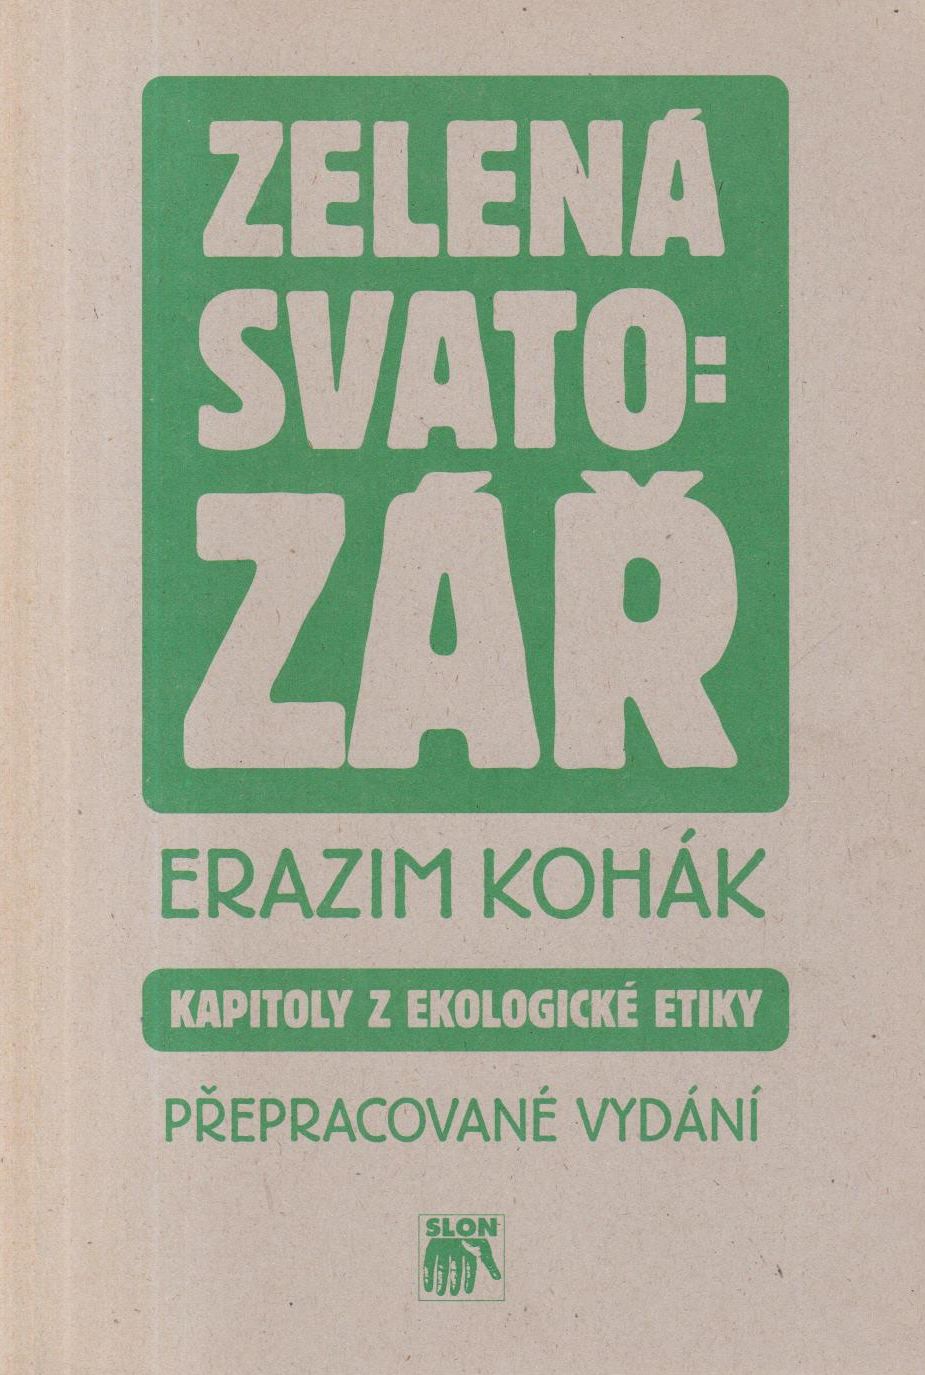 ZELENÁ
SVATO=
ZÁŘ
ERAZIM KOHÁK
KAPITOLY Z EKOLOGICKÉ ETIKY
PŘEPRACOVANÉ VYDÁNÍ
SLON